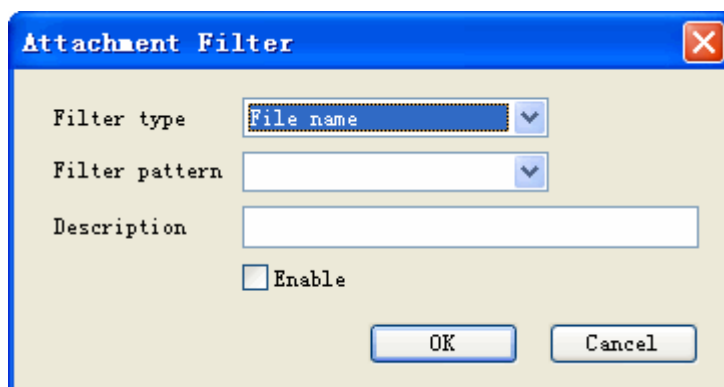 Attachment Filter
Filter type File name
Filter pattern
Description
Enable
OK Cancel